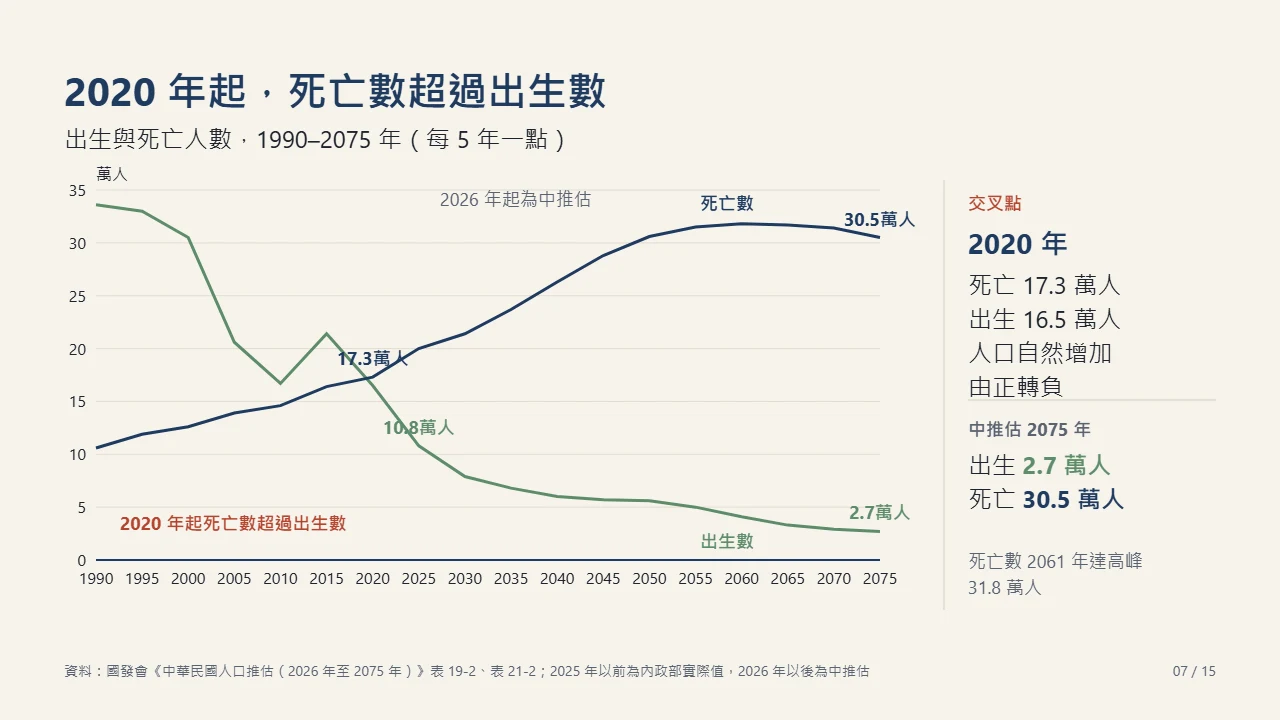 2020 年起，死亡數超過出生數
出生與死亡人數，1990–2075 年（每 5 年一點）
萬人
35
30
25
20
15
10
5
0
2026 年起為中推估
死亡數
30.5萬人
17.3萬人
10.8萬人
2.7萬人
出生數
2020 年起死亡數超過出生數
1990 1995 2000 2005 2010 2015 2020 2025 2030 2035 2040 2045 2050 2055 2060 2065 2070 2075
交叉點
2020 年
死亡 17.3 萬人
出生 16.5 萬人
人口自然增加
由正轉負
中推估 2075 年
出生 2.7 萬人
死亡 30.5 萬人
死亡數 2061 年達高峰
31.8 萬人
資料：國發會《中華民國人口推估（2026 年至 2075 年）》表 19-2、表 21-2；2025 年以前為內政部實際值，2026 年以後為中推估
07 / 15